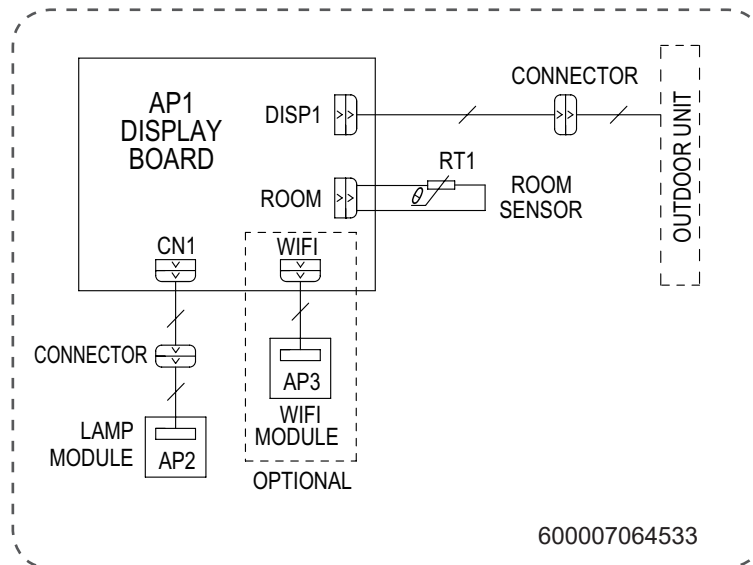 AP1
DISPLAY
BOARD
DISP1
CONNECTOR
OUTDOOR UNIT
RT1
θ
ROOM
ROOM
SENSOR
CN1
WIFI
CONNECTOR
AP3
WIFI
MODULE
LAMP
MODULE
AP2
OPTIONAL
600007064533